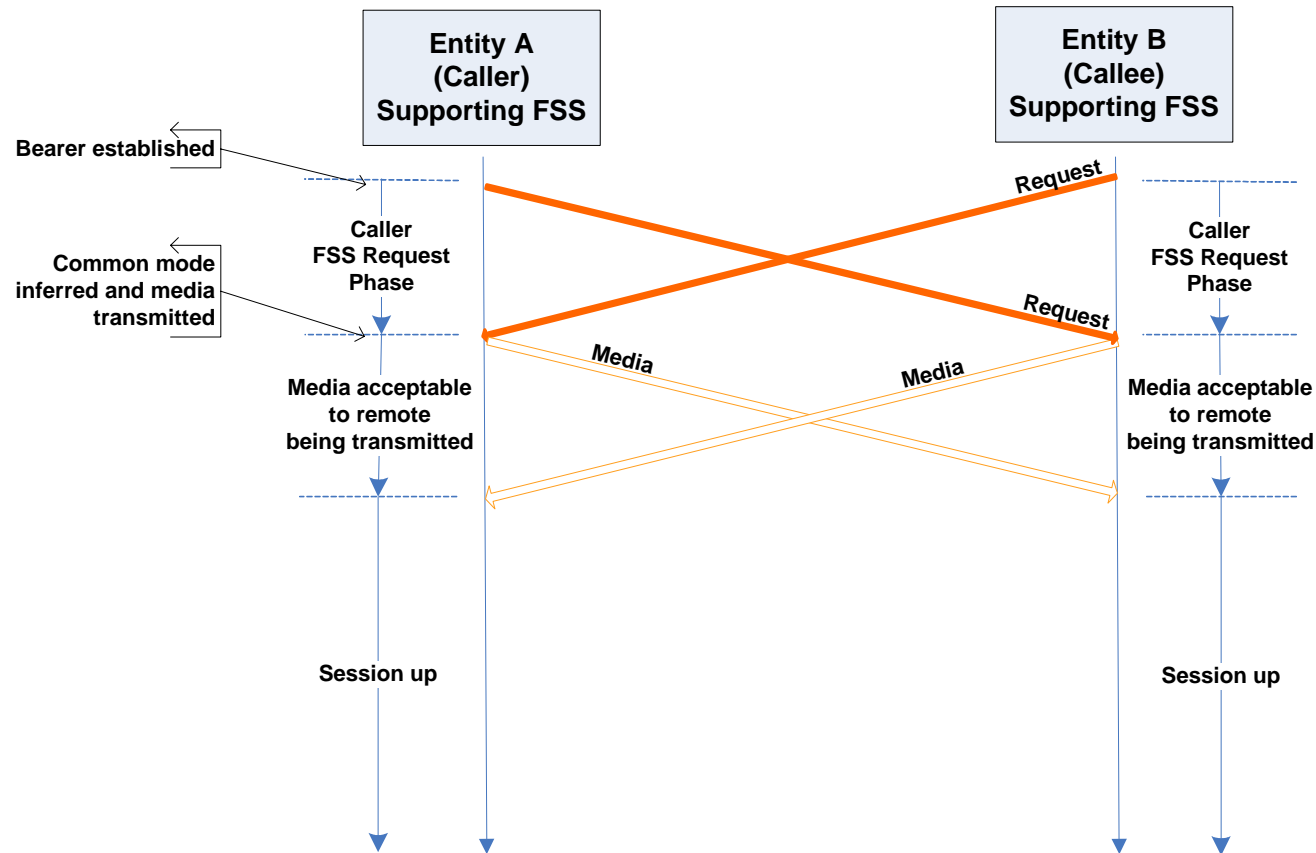 Entity A
(Caller)
Supporting FSS
Entity B
(Callee)
Supporting FSS
Bearer established
Request
Caller
FSS Request
Phase
Caller
FSS Request
Phase
Common mode
inferred and media
transmitted
Request
Media
Media
Media acceptable
to remote
being transmitted
Media acceptable
to remote
being transmitted
Session up
Session up